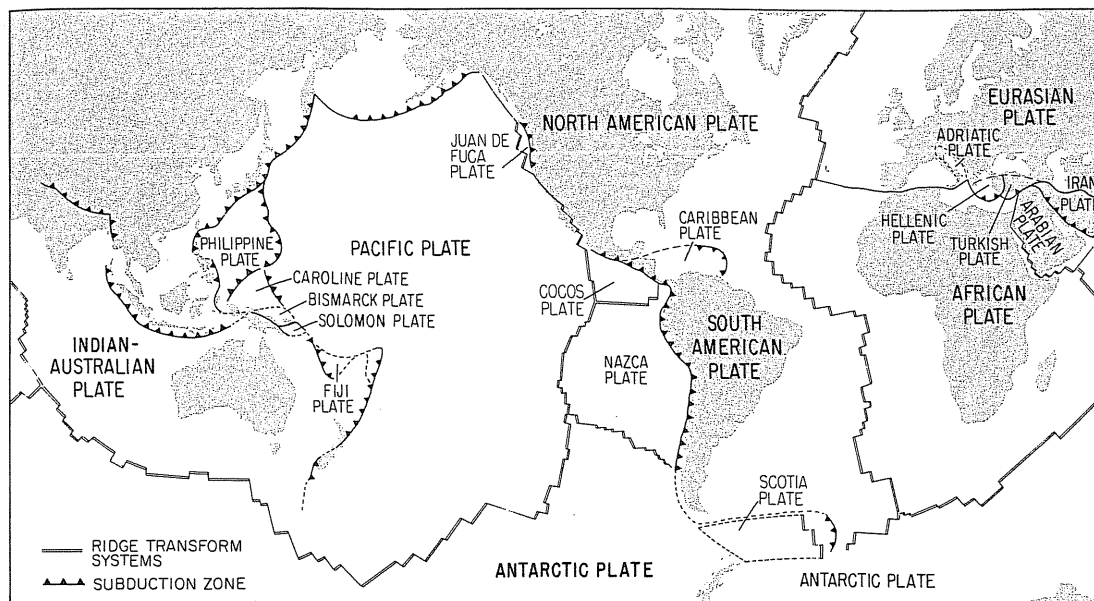 EURASIAN
PLATE
NORTH AMERICAN PLATE
ADRIATIC
PLATE
JUAN DE
FUCA
PLATE
IRAN
PLATE
HELLENIC
PLATE
TURKISH
PLATE
ARABIAN
PLATE
CARIBBEAN
PLATE
PHILIPPINE
PLATE
PACIFIC PLATE
CAROLINE PLATE
BISMARCK PLATE
SOLOMON PLATE
COCOS
PLATE
AFRICAN
PLATE
SOUTH
AMERICAN
PLATE
INDIAN-
AUSTRALIAN
PLATE
NAZCA
PLATE
FIJI
PLATE
SCOTIA
PLATE
RIDGE TRANSFORM
SYSTEMS
SUBDUCTION ZONE
ANTARCTIC PLATE
ANTARCTIC PLATE